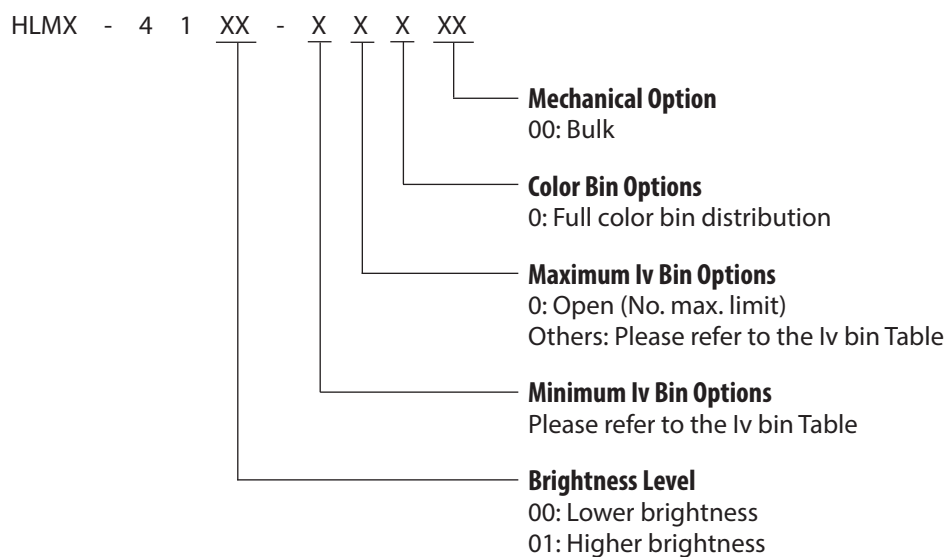 HLMX - 4 1 XX - X X X XX
Mechanical Option
00: Bulk
Color Bin Options
0: Full color bin distribution
Maximum Iv Bin Options
0: Open (No. max. limit)
Others: Please refer to the Iv bin Table
Minimum Iv Bin Options
Please refer to the Iv bin Table
Brightness Level
00: Lower brightness
01: Higher brightness